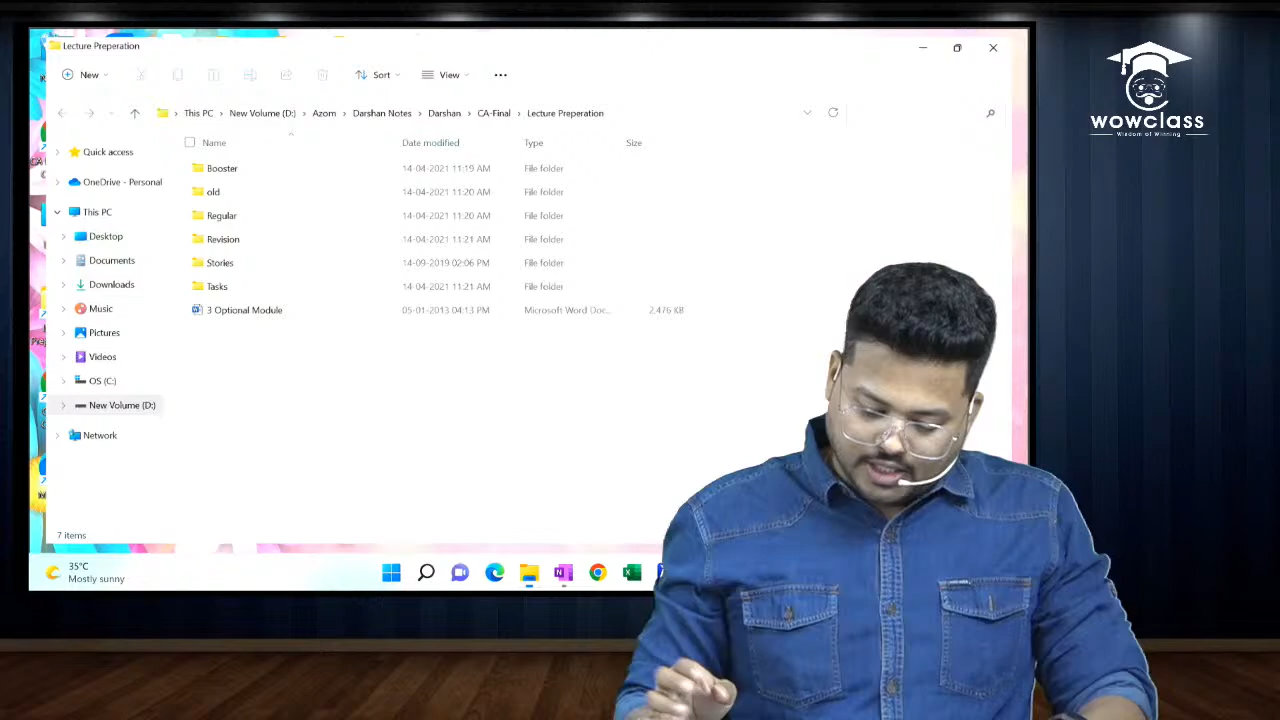 Lecture Preperation
New
Sort
View
This PC > New Volume (D:) > Azom > Darshan Notes > Darshan > CA-Final > Lecture Preperation
Name Date modified Type Size
Quick access
OneDrive - Personal
This PC
Desktop
Documents
Downloads
Music
Pictures
Videos
OS (C:)
New Volume (D:)
Network
Booster 14-04-2021 11:19 AM File folder
old 14-04-2021 11:20 AM File folder
Regular 14-04-2021 11:20 AM File folder
Revision 14-04-2021 11:21 AM File folder
Stories 14-09-2019 02:06 PM File folder
Tasks 14-04-2021 11:21 AM File folder
3 Optional Module 05-01-2013 04:13 PM Microsoft Word Doc... 2,476 KB
7 items
35°C
Mostly sunny
wowclass
Wisdom of Winning